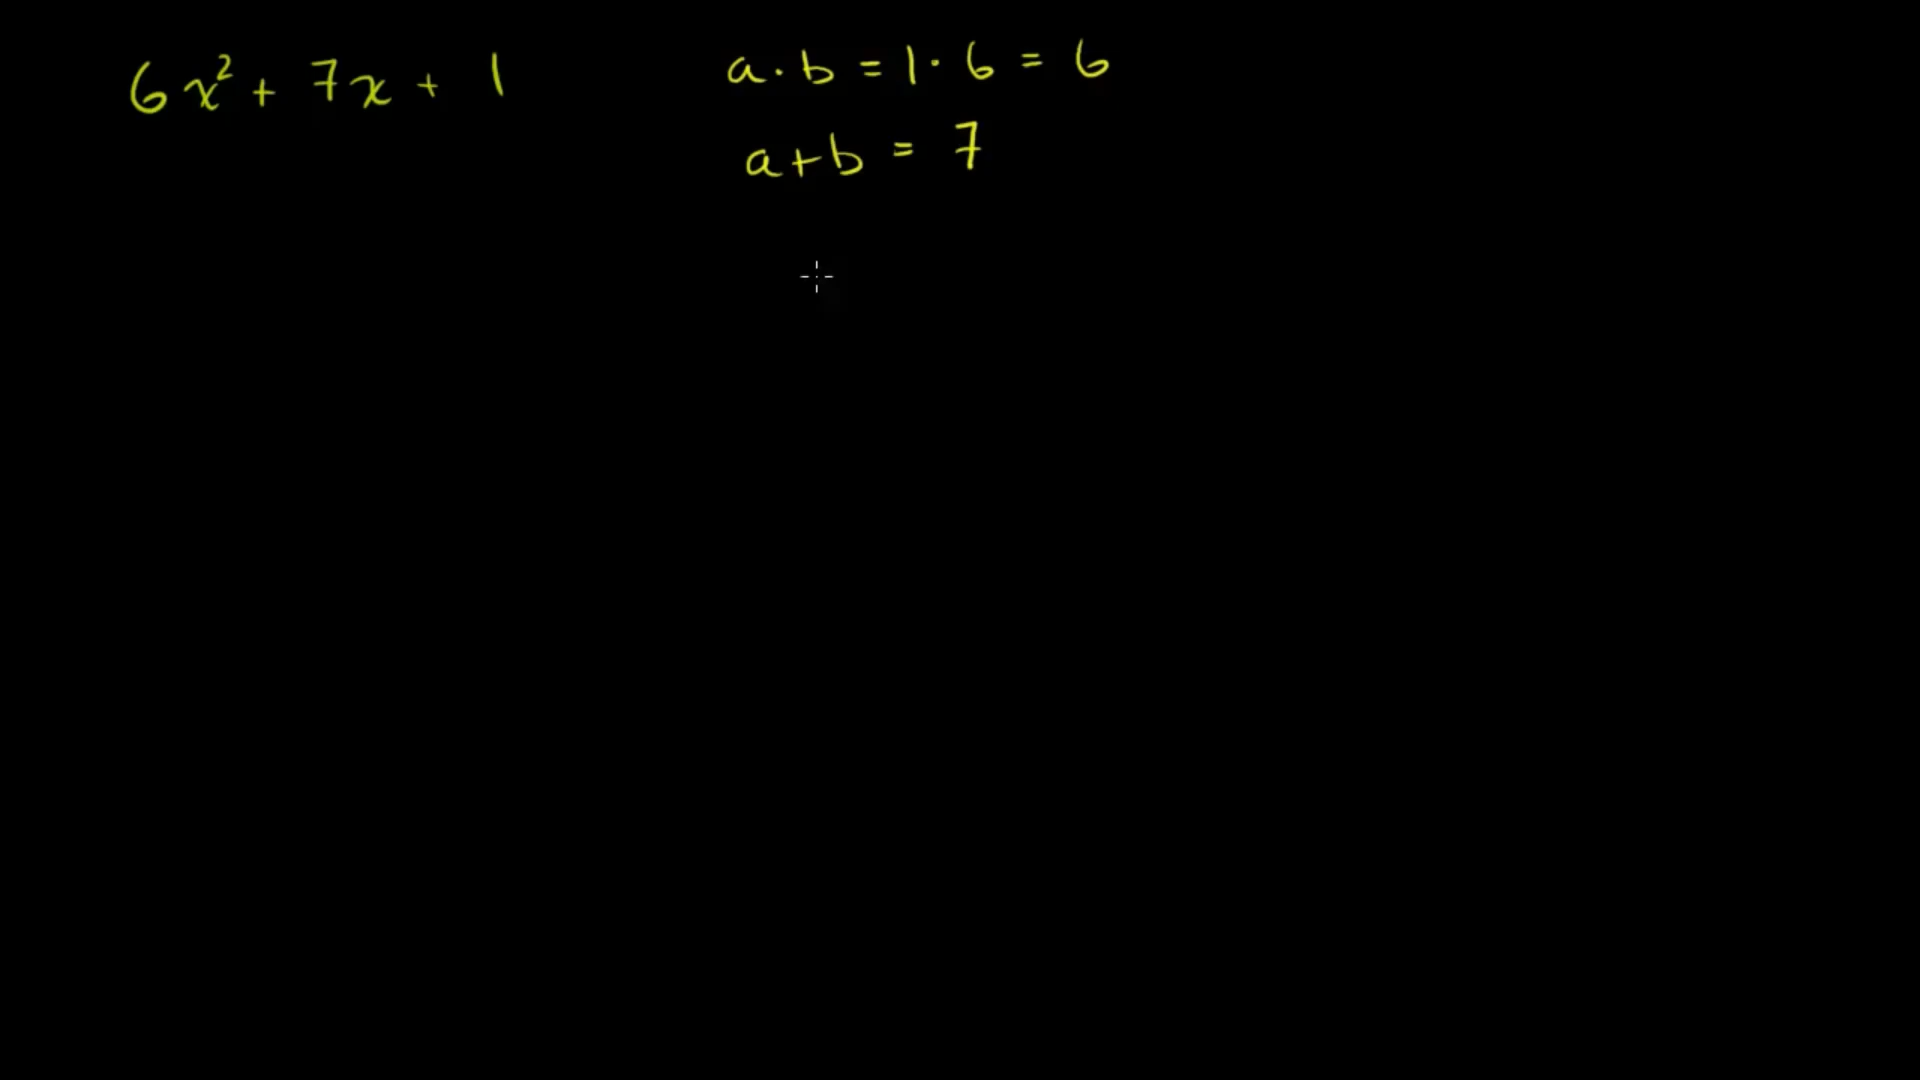 6x² + 7x + 1
a · b = 1 · 6 = 6
a + b = 7